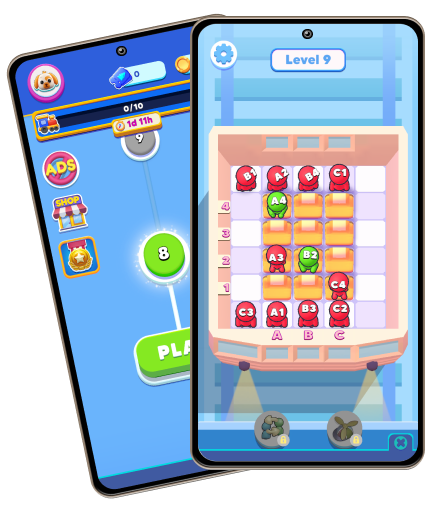 0
0/10
1d 11h
9
ADS
SHOP
8
PLA
Level 9
B1 A2 B4 C1
4 A4
3
2 A3 B2
1 C4
C3 A1 B3 C2
A B C